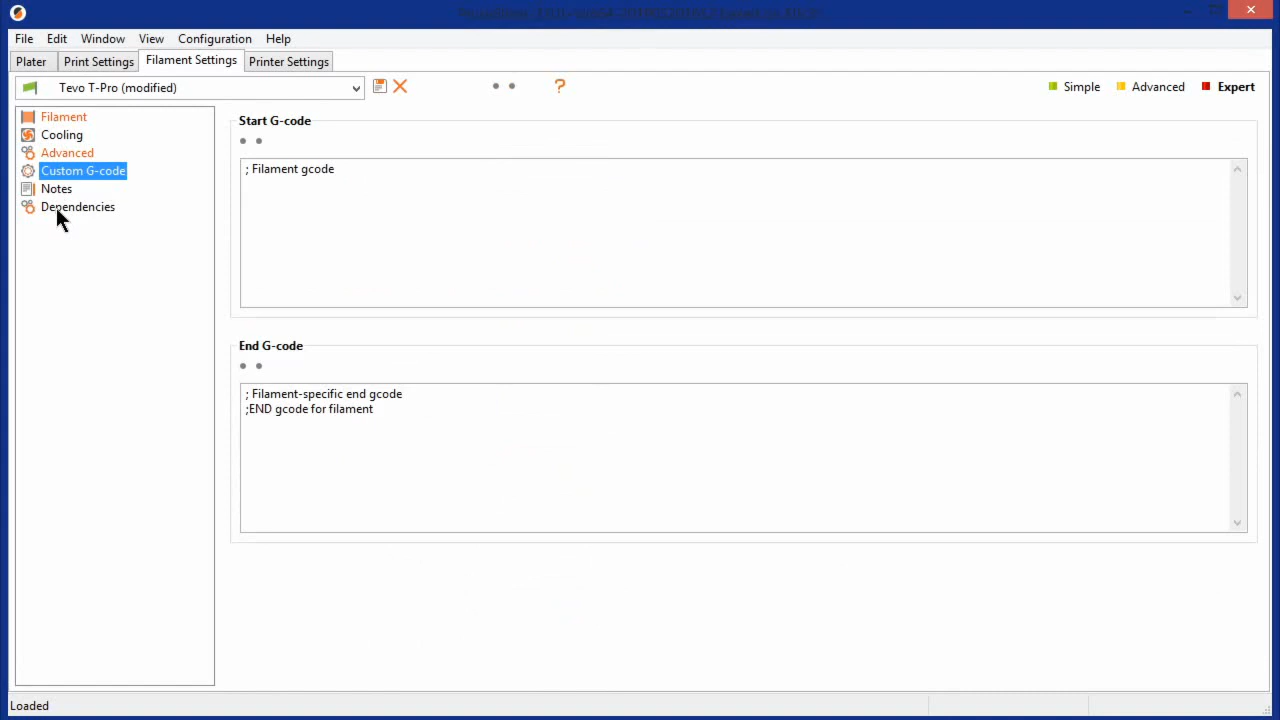 File Edit Window View Configuration Help
Plater Print Settings Filament Settings Printer Settings
Tevo T-Pro (modified) ? Simple Advanced Expert
Filament
Cooling
Advanced
Custom G-code
Notes
Dependencies
Start G-code
; Filament gcode
End G-code
; Filament-specific end gcode
;END gcode for filament
Loaded